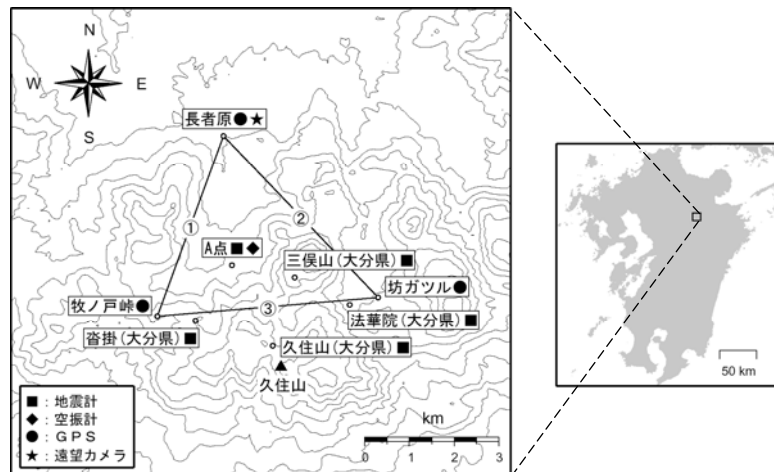 N
W E
S
長者原●★
①
②
A点■◆
三俣山(大分県)■
坊ガツル●
牧ノ戸峠●
③
法華院(大分県)■
沓掛(大分県)■
久住山(大分県)■
久住山
■：地震計
◆：空振計
●：ＧＰＳ
★：遠望カメラ
km
0 1 2 3
50 km